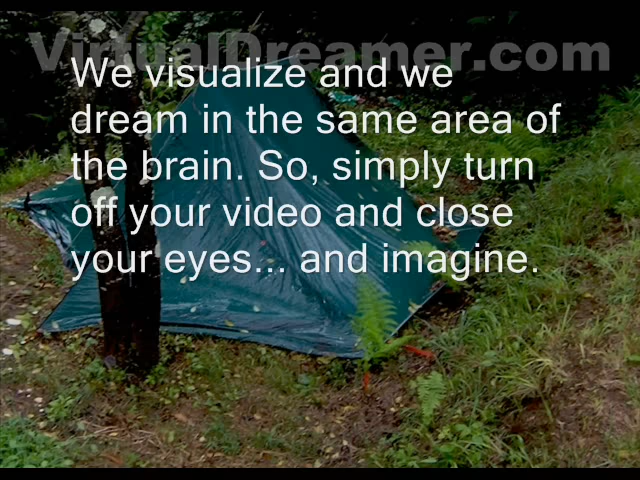 VirtualDreamer.com
We visualize and we
dream in the same area of
the brain. So, simply turn
off your video and close
your eyes... and imagine.